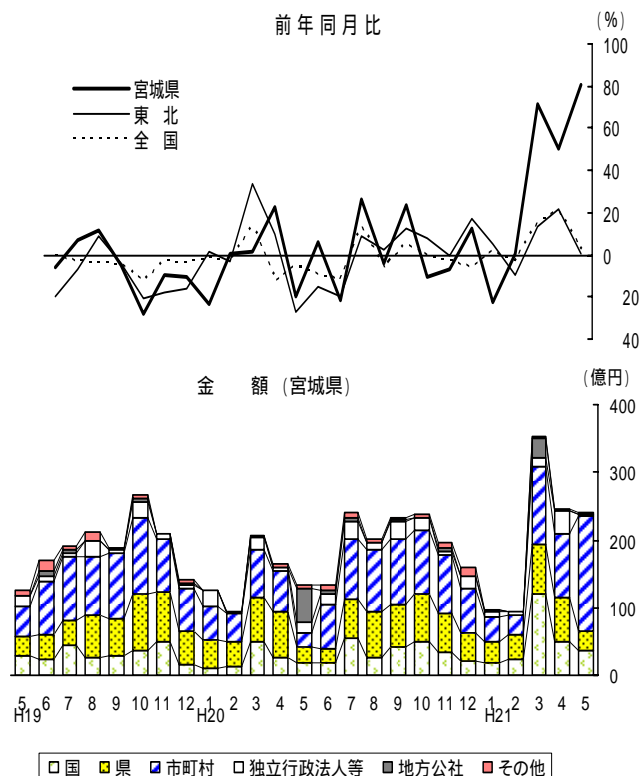 前年同月比
(%)
100
80
60
40
20
0
20
40
宮城県
東 北
全 国
金 額 (宮城県)
(億円)
400
300
200
100
0
5 6 7 8 9 10 11 12 1 2 3 4 5 6 7 8 9 10 11 12 1 2 3 4 5
H19 H20 H21
国 県 市町村 独立行政法人等 地方公社 その他